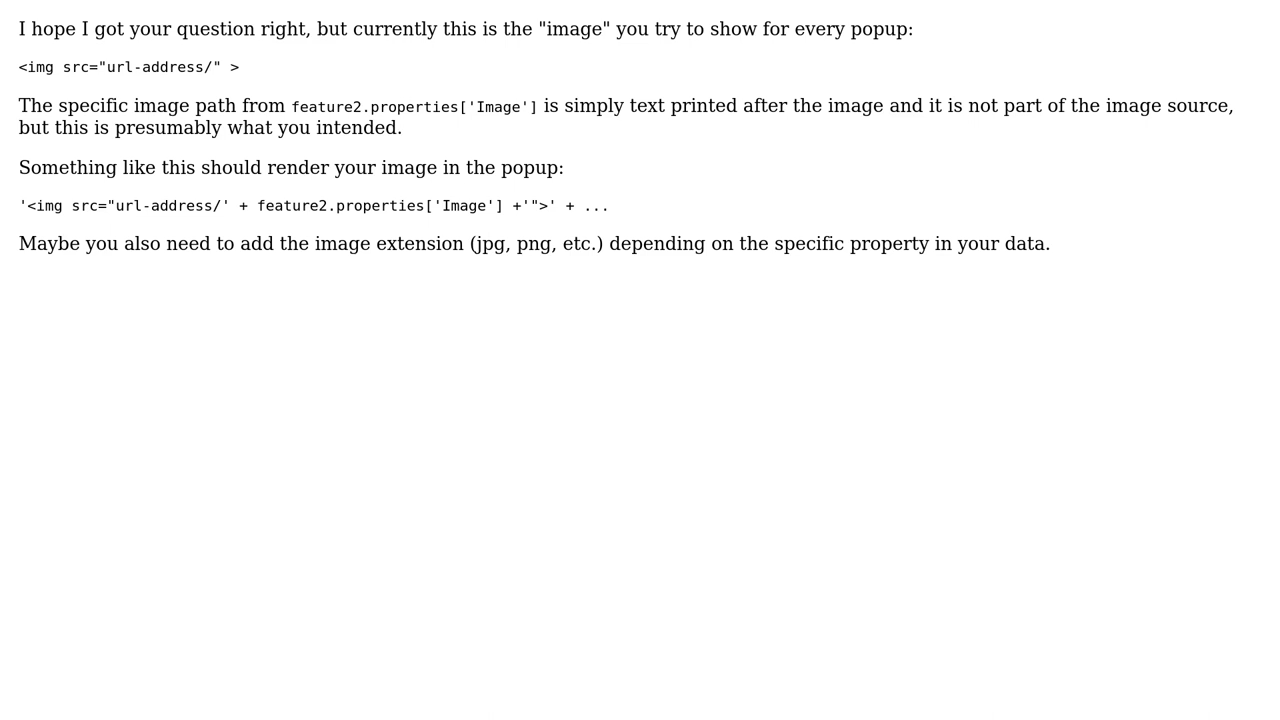 I hope I got your question right, but currently this is the "image" you try to show for every popup:
<img src="url-address/" >
The specific image path from feature2.properties['Image'] is simply text printed after the image and it is not part of the image source,
but this is presumably what you intended.
Something like this should render your image in the popup:
'<img src="url-address/' + feature2.properties['Image'] +'">' + ...
Maybe you also need to add the image extension (jpg, png, etc.) depending on the specific property in your data.